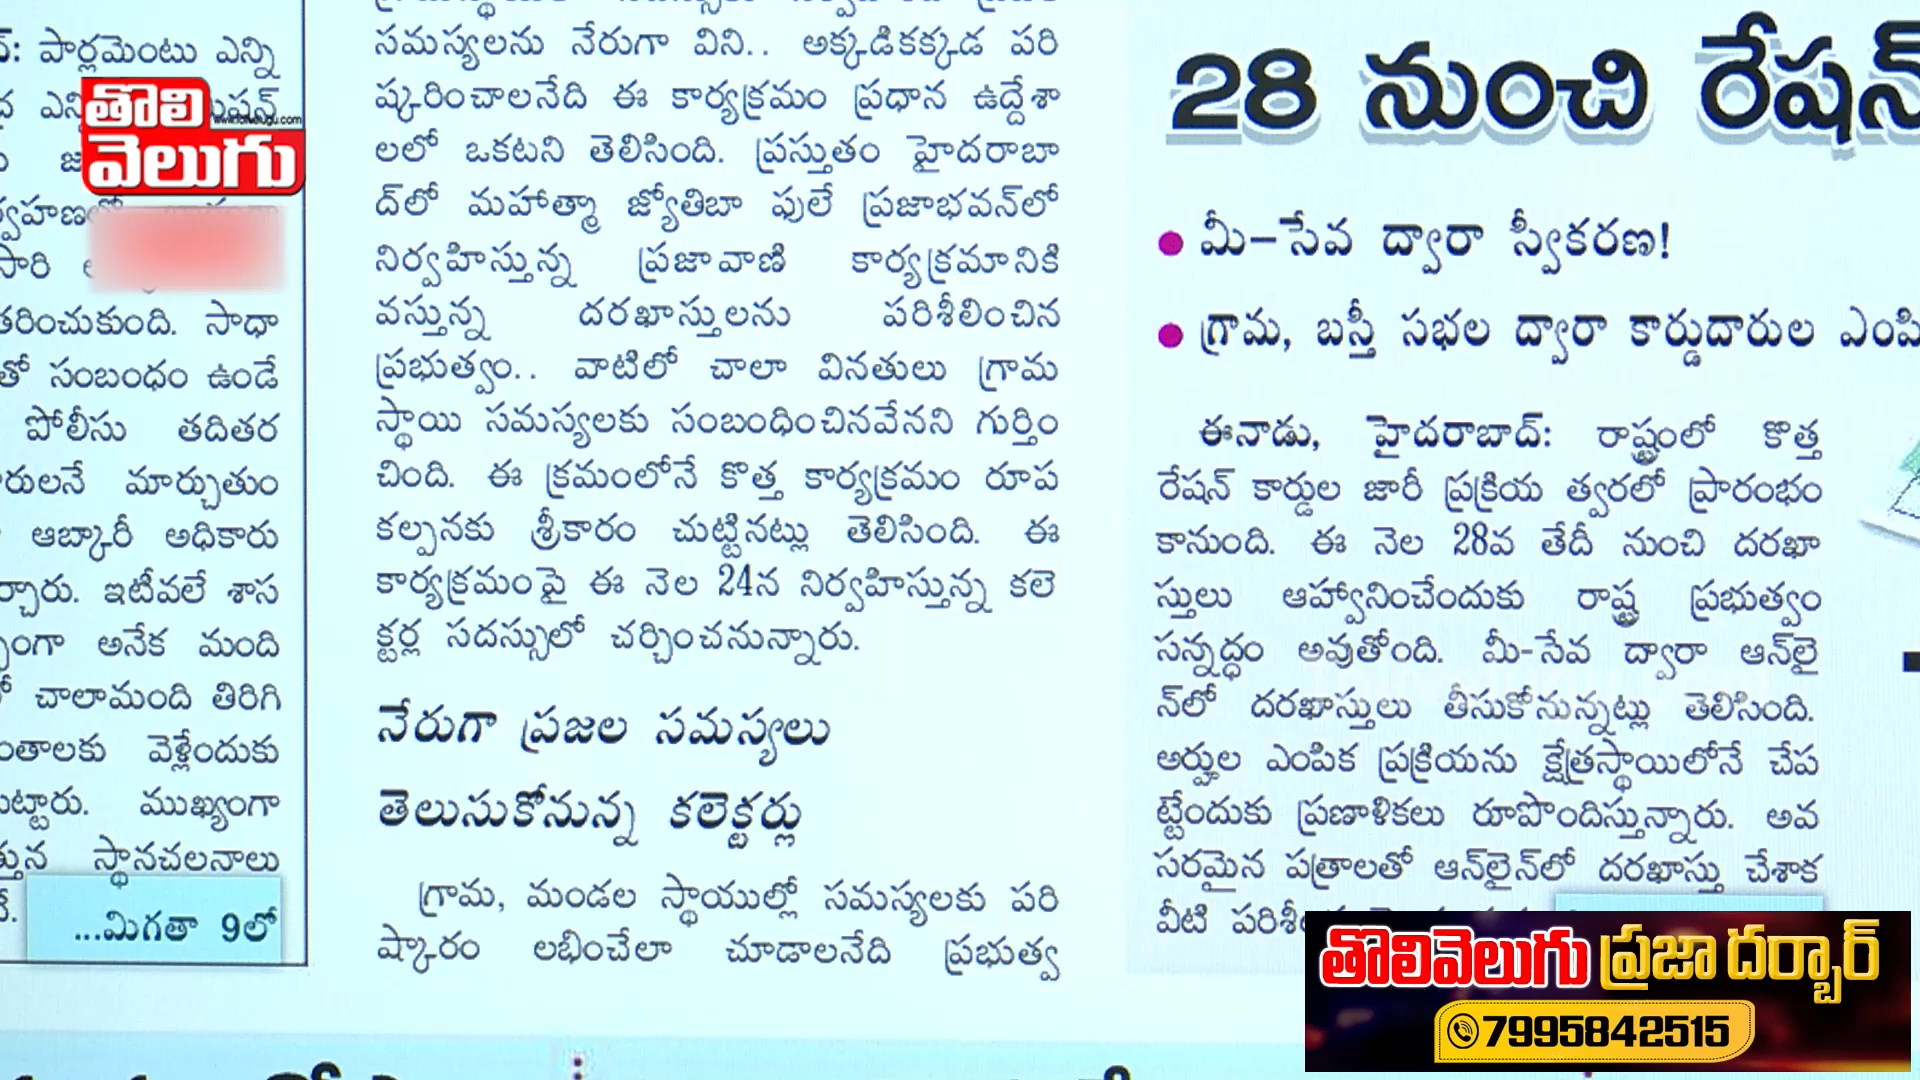 న్: పార్లమెంటు ఎన్ని
తొలి
వెలుగు
తరించుకుంది. సాధా
తో సంబంధం ఉండే
పోలీసు తదితర
రులనే మార్చుతుం
ఆబ్కారీ అధికారు
ర్చారు. ఇటీవలే శాస
అనేక మంది
చాలామంది తిరిగి
వెళ్లేందుకు
ముఖ్యంగా
స్థానచలనాలు
...మిగతా 9లో
సమస్యలను నేరుగా విని.. అక్కడికక్కడ పరి
ష్కరించాలనేది ఈ కార్యక్రమం ప్రధాన ఉద్దేశా
లలో ఒకటని తెలిసింది. ప్రస్తుతం హైదరాబా
ద్‌లో మహాత్మా జ్యోతిబా ఫులే ప్రజాభవన్‌లో
నిర్వహిస్తున్న ప్రజావాణి కార్యక్రమానికి
వస్తున్న దరఖాస్తులను పరిశీలించిన
ప్రభుత్వం.. వాటిలో చాలా వినతులు గ్రామ
స్థాయి సమస్యలకు సంబంధించినవేనని గుర్తిం
చింది. ఈ క్రమంలోనే కొత్త కార్యక్రమం రూప
కల్పనకు శ్రీకారం చుట్టినట్లు తెలిసింది. ఈ
కార్యక్రమంపై ఈ నెల 24న నిర్వహిస్తున్న కలె
క్టర్ల సదస్సులో చర్చించనున్నారు.
నేరుగా ప్రజల సమస్యలు
తెలుసుకోనున్న కలెక్టర్లు
గ్రామ, మండల స్థాయుల్లో సమస్యలకు పరి
ష్కారం లభించేలా చూడాలనేది ప్రభుత్వ
28 నుంచి రేషన్
● మీ-సేవ ద్వారా స్వీకరణ!
● గ్రామ, బస్తీ సభల ద్వారా కార్డుదారుల ఎంపి
ఈనాడు, హైదరాబాద్: రాష్ట్రంలో కొత్త
రేషన్ కార్డుల జారీ ప్రక్రియ త్వరలో ప్రారంభం
కానుంది. ఈ నెల 28వ తేదీ నుంచి దరఖా
స్తులు ఆహ్వానించేందుకు రాష్ట్ర ప్రభుత్వం
సన్నద్ధం అవుతోంది. మీ-సేవ ద్వారా ఆన్‌లై
న్‌లో దరఖాస్తులు తీసుకోనున్నట్లు తెలిసింది.
అర్హుల ఎంపిక ప్రక్రియను క్షేత్రస్థాయిలోనే చేప
ట్టేందుకు ప్రణాళికలు రూపొందిస్తున్నారు. అవ
సరమైన పత్రాలతో ఆన్‌లైన్‌లో దరఖాస్తు చేశాక
వీటి
తొలివెలుగు ప్రజా దర్బార్
7995842515